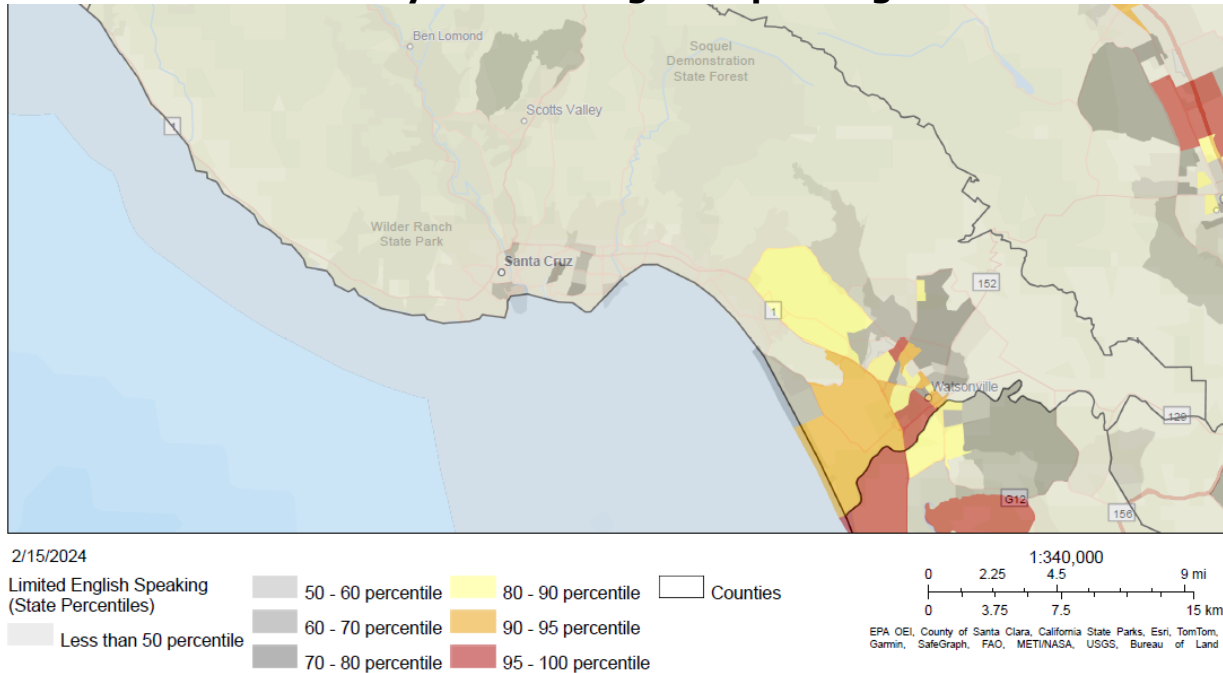 Ben Lomond
Soquel
Demonstration
State Forest
Scotts Valley
1
Wilder Ranch
State Park
Santa Cruz
152
1
Watsonville
129
G12
156
2/15/2024
Limited English Speaking
(State Percentiles)
Less than 50 percentile
50 - 60 percentile
60 - 70 percentile
70 - 80 percentile
80 - 90 percentile
90 - 95 percentile
95 - 100 percentile
Counties
1:340,000
0 2.25 4.5 9 mi
0 3.75 7.5 15 km
EPA OEI, County of Santa Clara, California State Parks, Esri, TomTom,
Garmin, SafeGraph, FAO, METI/NASA, USGS, Bureau of Land